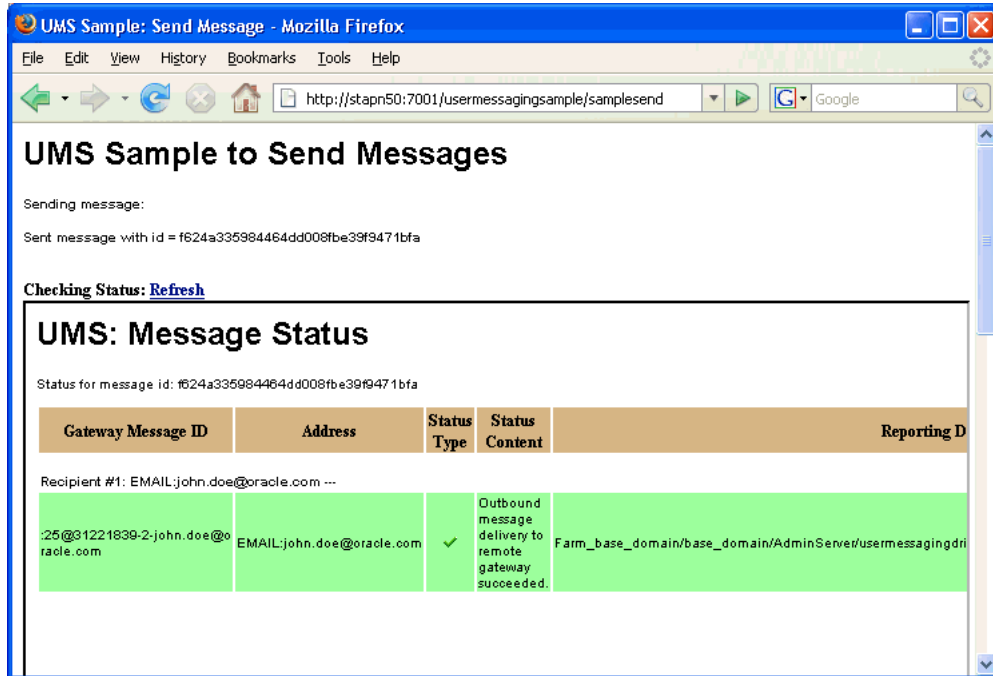 UMS Sample: Send Message - Mozilla Firefox
File Edit View History Bookmarks Tools Help
http://stapn50:7001/usermessagingsample/samplesend
G Google
UMS Sample to Send Messages
Sending message:
Sent message with id = f624a335984464dd008fbe39f9471bfa
Checking Status: Refresh
UMS: Message Status
Status for message id: f624a335984464dd008fbe39f9471bfa
Gateway Message ID
Address
Status
Type
Status
Content
Reporting D
Recipient #1: EMAIL:john.doe@oracle.com ---
:25@31221839-2-john.doe@o
racle.com
EMAIL:john.doe@oracle.com
Outbound
message
delivery to
remote
gateway
succeeded.
Farm_base_domain/base_domain/AdminServer/usermessagingdri